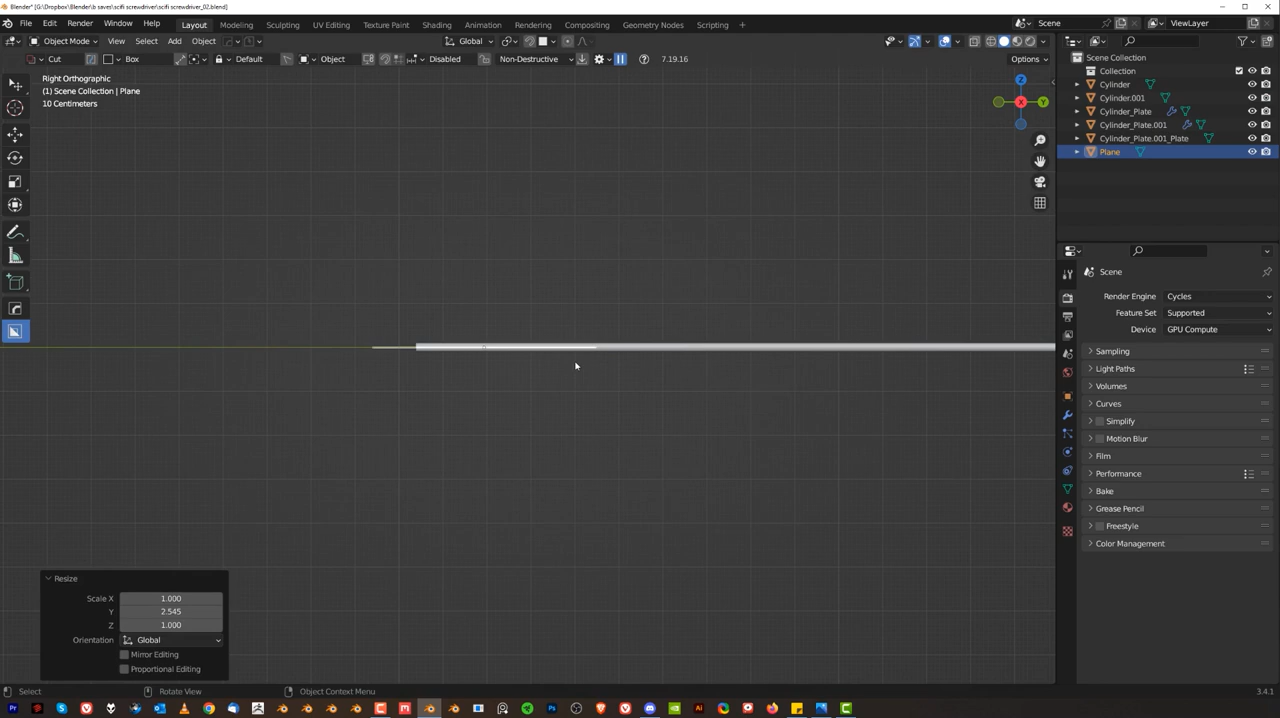 Blender* [G:\Dropbox\Blender\b saves\scifi screwdriver\scifi screwdriver_02.blend]
File Edit Render Window Help Layout Modeling Sculpting UV Editing Texture Paint Shading Animation Rendering Compositing Geometry Nodes Scripting + Scene ViewLayer
Object Mode View Select Add Object Global
Cut Box Default Object Disabled Non-Destructive 7.19.16 Options
Right Orthographic
(1) Scene Collection | Plane
10 Centimeters
Z
X
Y
Scene Collection
Collection
Cylinder
Cylinder.001
Cylinder_Plate
Cylinder_Plate.001
Cylinder_Plate.001_Plate
Plane
Scene
Render Engine Cycles
Feature Set Supported
Device GPU Compute
Sampling
Light Paths
Volumes
Curves
Simplify
Motion Blur
Film
Performance
Bake
Grease Pencil
Freestyle
Color Management
Resize
Scale X 1.000
Y 2.545
Z 1.000
Orientation Global
Mirror Editing
Proportional Editing
Select Rotate View Object Context Menu 3.4.1